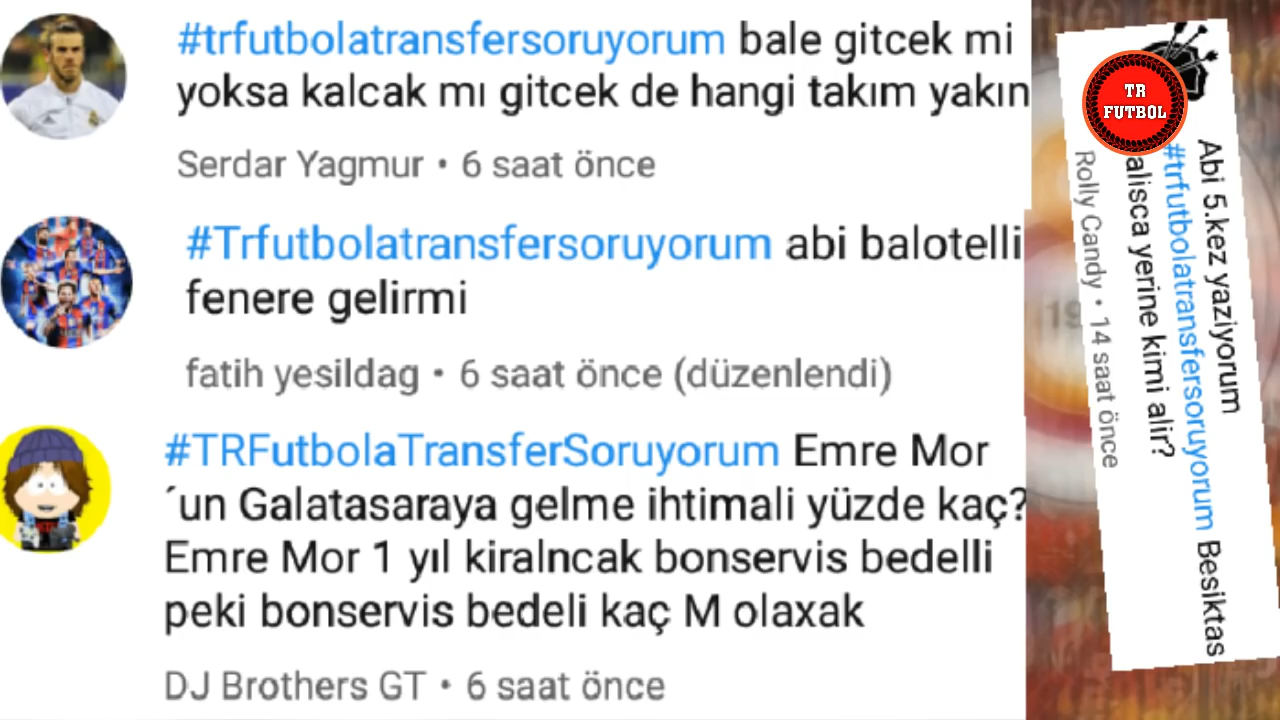 #trfutbolatransfersoruyorum bale gitcek mi
yoksa kalcak mı gitcek de hangi takım yakın
Serdar Yagmur • 6 saat önce
#Trfutbolatransfersoruyorum abi balotelli
fenere gelirmi
fatih yesildag • 6 saat önce (düzenlendi)
#TRFutbolaTransferSoruyorum Emre Mor
´un Galatasaraya gelme ihtimali yüzde kaç?
Emre Mor 1 yıl kiralncak bonservis bedelli
peki bonservis bedeli kaç M olaxak
DJ Brothers GT • 6 saat önce
TR
FUTBOL
Abi 5.kez yaziyorum
#trfutbolatransfersoruyorum Besiktas
alisca yerine kimi alir?
Rolly Candy • 14 saat önce